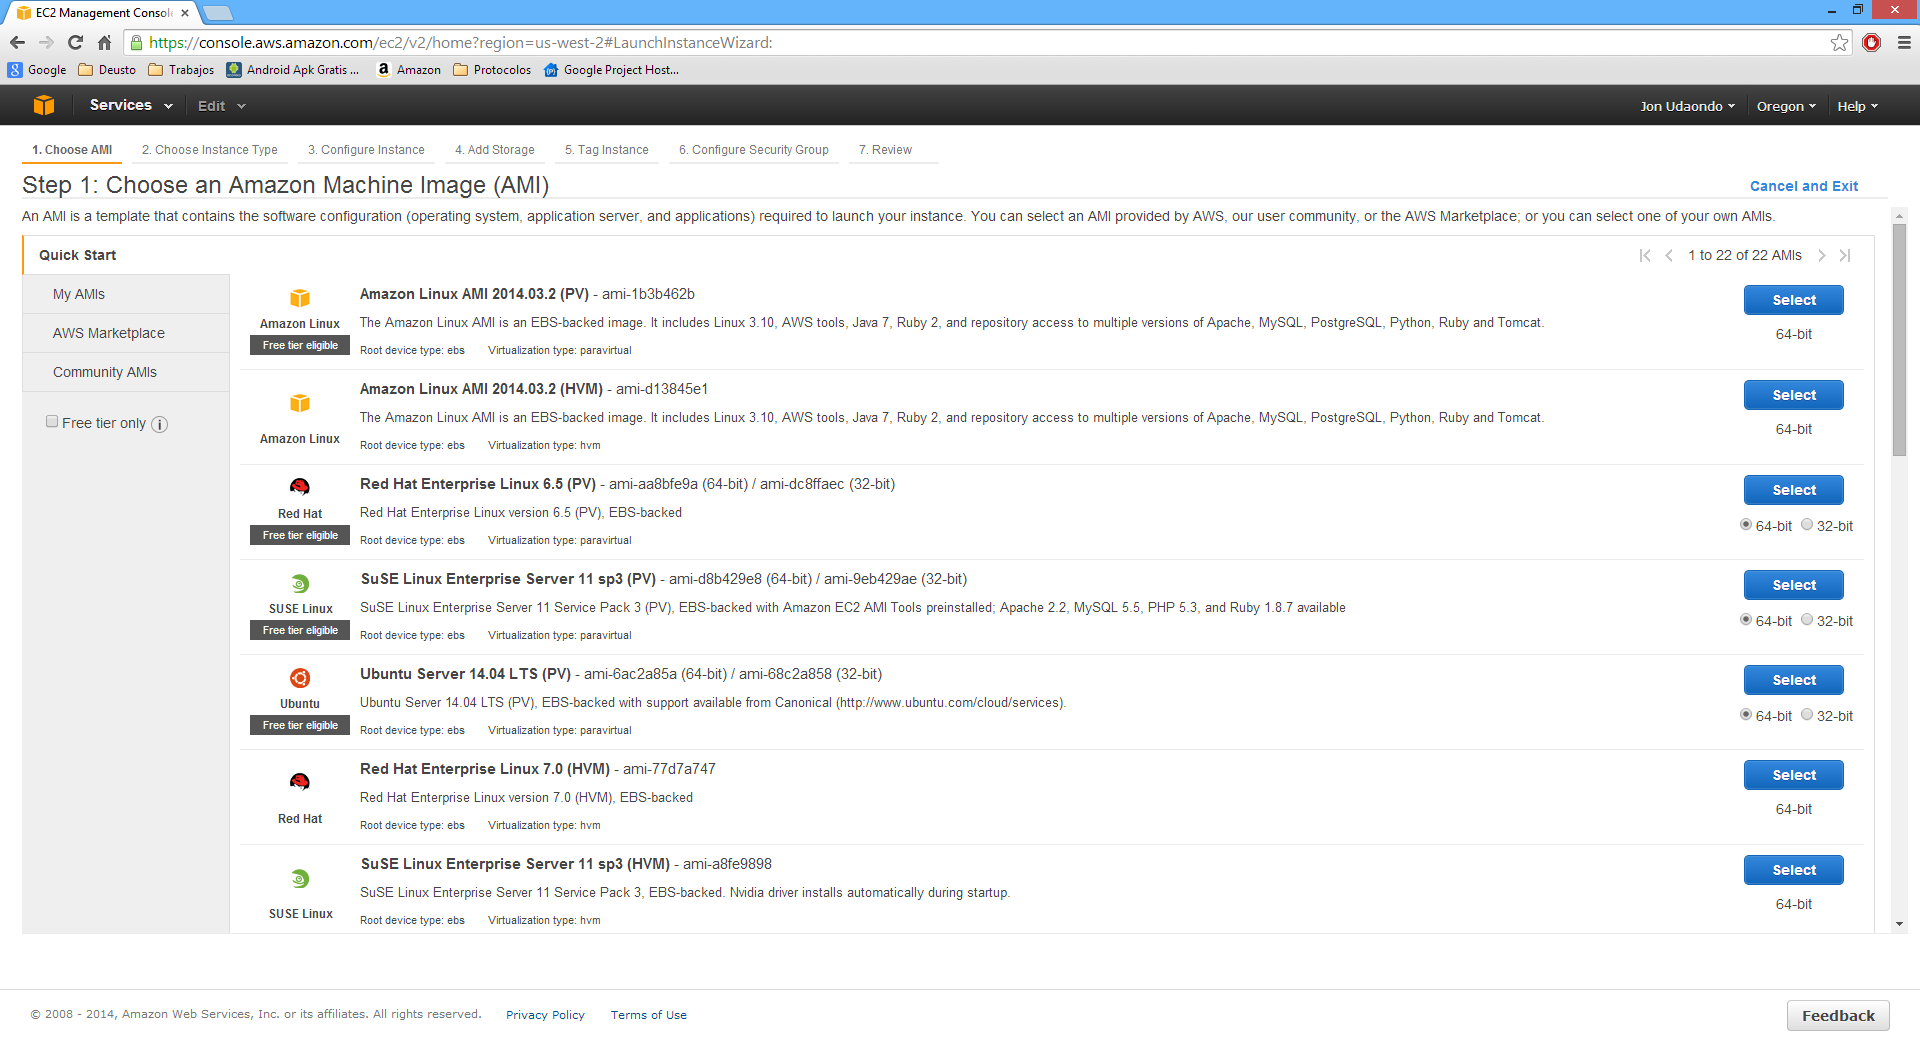 EC2 Management Consol
https://console.aws.amazon.com/ec2/v2/home?region=us-west-2#LaunchInstanceWizard:
Google Deusto Trabajos Android Apk Gratis ... Amazon Protocolos Google Project Host...
Services Edit Jon Udaondo Oregon Help
1. Choose AMI 2. Choose Instance Type 3. Configure Instance 4. Add Storage 5. Tag Instance 6. Configure Security Group 7. Review
Step 1: Choose an Amazon Machine Image (AMI) Cancel and Exit
An AMI is a template that contains the software configuration (operating system, application server, and applications) required to launch your instance. You can select an AMI provided by AWS, our user community, or the AWS Marketplace; or you can select one of your own AMIs.
Quick Start
My AMIs
AWS Marketplace
Community AMIs
Free tier only
1 to 22 of 22 AMIs
Amazon Linux
Free tier eligible
Amazon Linux AMI 2014.03.2 (PV) - ami-1b3b462b
The Amazon Linux AMI is an EBS-backed image. It includes Linux 3.10, AWS tools, Java 7, Ruby 2, and repository access to multiple versions of Apache, MySQL, PostgreSQL, Python, Ruby and Tomcat.
Root device type: ebs Virtualization type: paravirtual
Select
64-bit
Amazon Linux
Amazon Linux AMI 2014.03.2 (HVM) - ami-d13845e1
The Amazon Linux AMI is an EBS-backed image. It includes Linux 3.10, AWS tools, Java 7, Ruby 2, and repository access to multiple versions of Apache, MySQL, PostgreSQL, Python, Ruby and Tomcat.
Root device type: ebs Virtualization type: hvm
Select
64-bit
Red Hat
Free tier eligible
Red Hat Enterprise Linux 6.5 (PV) - ami-aa8bfe9a (64-bit) / ami-dc8ffaec (32-bit)
Red Hat Enterprise Linux version 6.5 (PV), EBS-backed
Root device type: ebs Virtualization type: paravirtual
Select
64-bit 32-bit
SUSE Linux
Free tier eligible
SuSE Linux Enterprise Server 11 sp3 (PV) - ami-d8b429e8 (64-bit) / ami-9eb429ae (32-bit)
SuSE Linux Enterprise Server 11 Service Pack 3 (PV), EBS-backed with Amazon EC2 AMI Tools preinstalled; Apache 2.2, MySQL 5.5, PHP 5.3, and Ruby 1.8.7 available
Root device type: ebs Virtualization type: paravirtual
Select
64-bit 32-bit
Ubuntu
Free tier eligible
Ubuntu Server 14.04 LTS (PV) - ami-6ac2a85a (64-bit) / ami-68c2a858 (32-bit)
Ubuntu Server 14.04 LTS (PV), EBS-backed with support available from Canonical (http://www.ubuntu.com/cloud/services).
Root device type: ebs Virtualization type: paravirtual
Select
64-bit 32-bit
Red Hat
Red Hat Enterprise Linux 7.0 (HVM) - ami-77d7a747
Red Hat Enterprise Linux version 7.0 (HVM), EBS-backed
Root device type: ebs Virtualization type: hvm
Select
64-bit
SUSE Linux
SuSE Linux Enterprise Server 11 sp3 (HVM) - ami-a8fe9898
SuSE Linux Enterprise Server 11 Service Pack 3, EBS-backed. Nvidia driver installs automatically during startup.
Root device type: ebs Virtualization type: hvm
Select
64-bit
© 2008 - 2014, Amazon Web Services, Inc. or its affiliates. All rights reserved. Privacy Policy Terms of Use Feedback